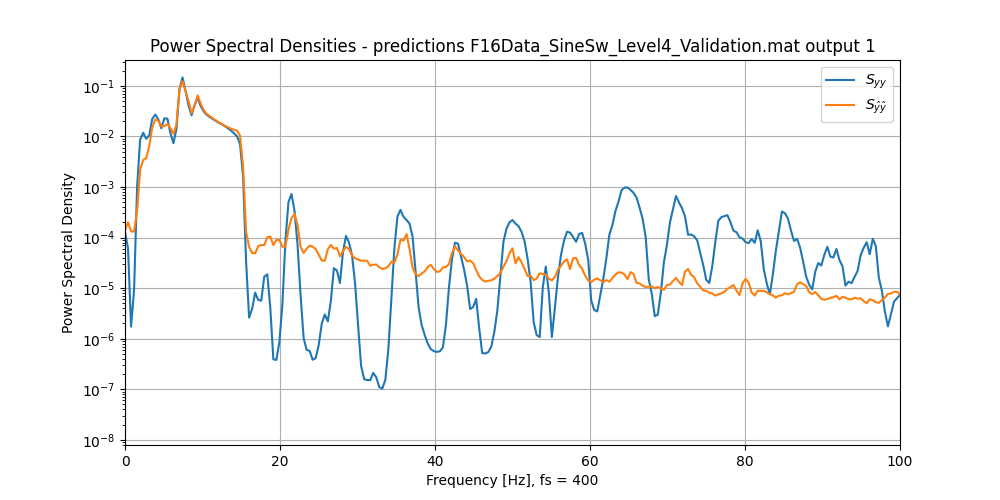 Power Spectral Densities - predictions F16Data_SineSw_Level4_Validation.mat output 1
10⁻¹
10⁻²
10⁻³
10⁻⁴
10⁻⁵
10⁻⁶
10⁻⁷
10⁻⁸
Power Spectral Density
S_yy
S_ŷŷ
0 20 40 60 80 100
Frequency [Hz], fs = 400